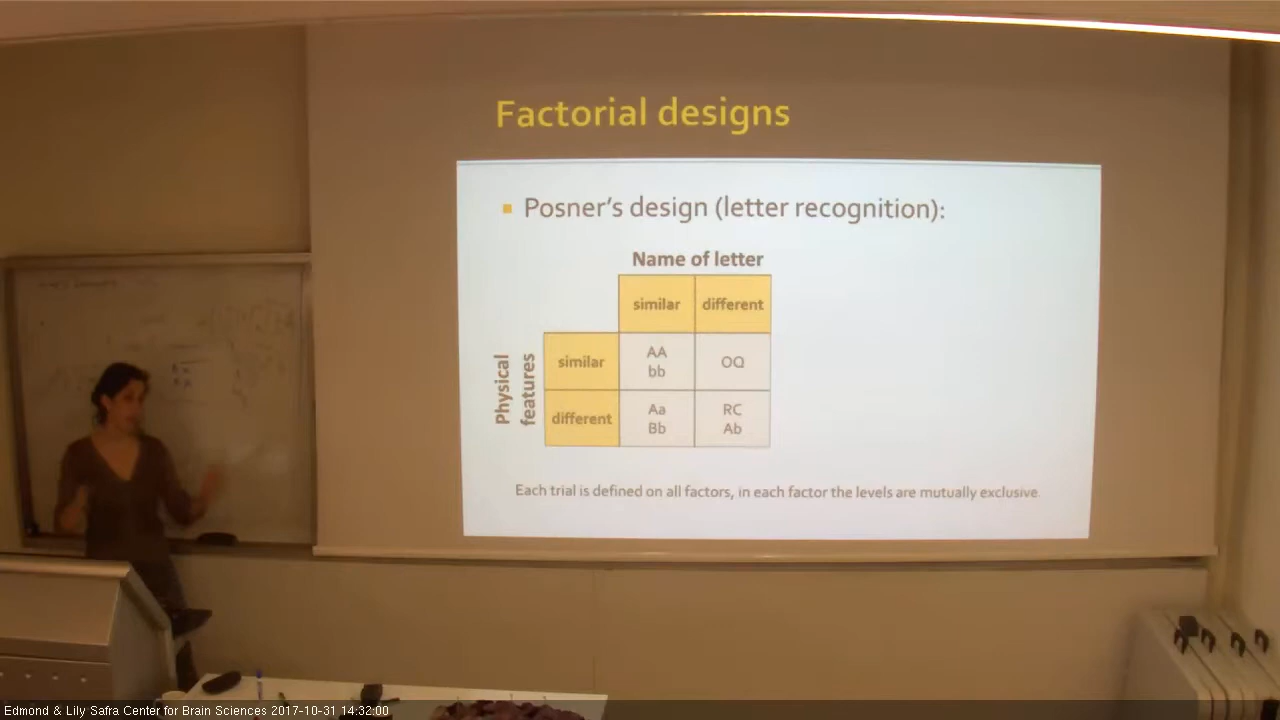 Factorial designs
Posner's design (letter recognition):
Name of letter
similar different
Physical
features
similar
AA
bb
OQ
different
Aa
Bb
RC
Ab
Each trial is defined on all factors, in each factor the levels are mutually exclusive
Edmond & Lily Safra Center for Brain Sciences 2017-10-31 14:32:00